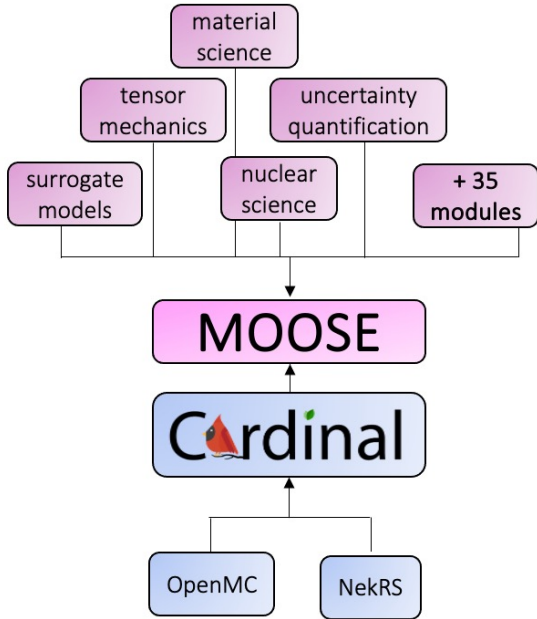 material
science
tensor
mechanics
uncertainty
quantification
surrogate
models
nuclear
science
+ 35
modules
MOOSE
Cardinal
OpenMC
NekRS